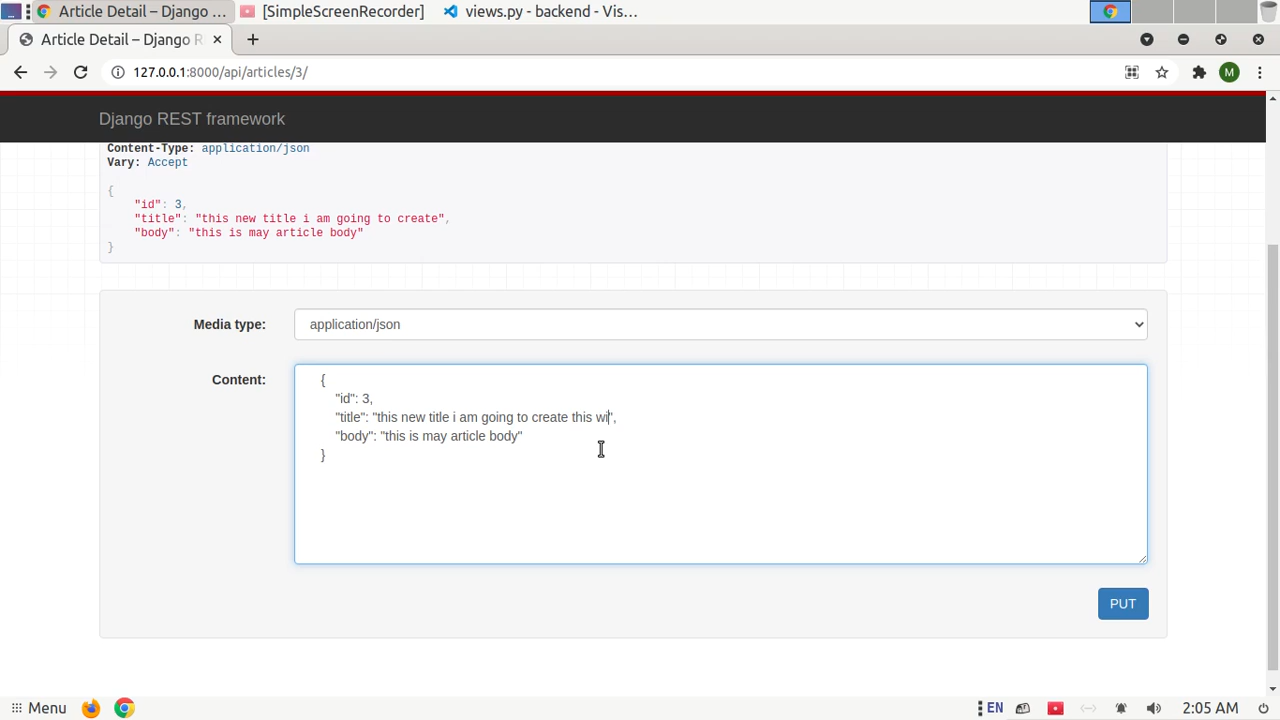 Article Detail – Django ...
[SimpleScreenRecorder]
views.py - backend - Vis...
Article Detail – Django R
127.0.0.1:8000/api/articles/3/
M
Django REST framework
Content-Type: application/json
Vary: Accept
{
"id": 3,
"title": "this new title i am going to create",
"body": "this is may article body"
}
Media type:
application/json
Content:
{
"id": 3,
"title": "this new title i am going to create this wi",
"body": "this is may article body"
}
PUT
Menu
EN
2:05 AM